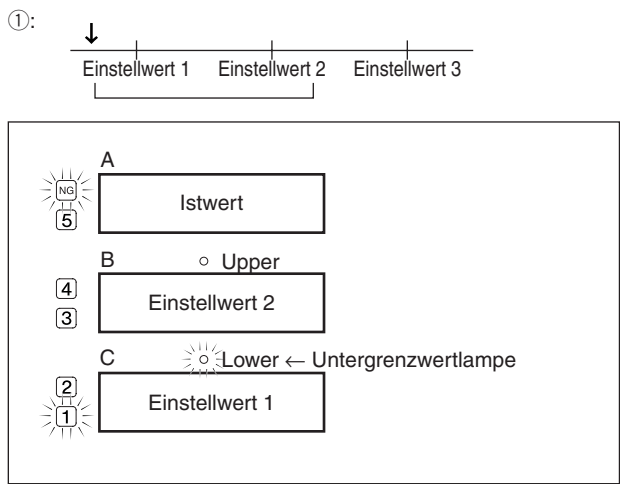 ①:
↓
Einstellwert 1 Einstellwert 2 Einstellwert 3
A
NG
Istwert
5
B
Upper
4
Einstellwert 2
3
C
Lower ← Untergrenzwertlampe
2
Einstellwert 1
1